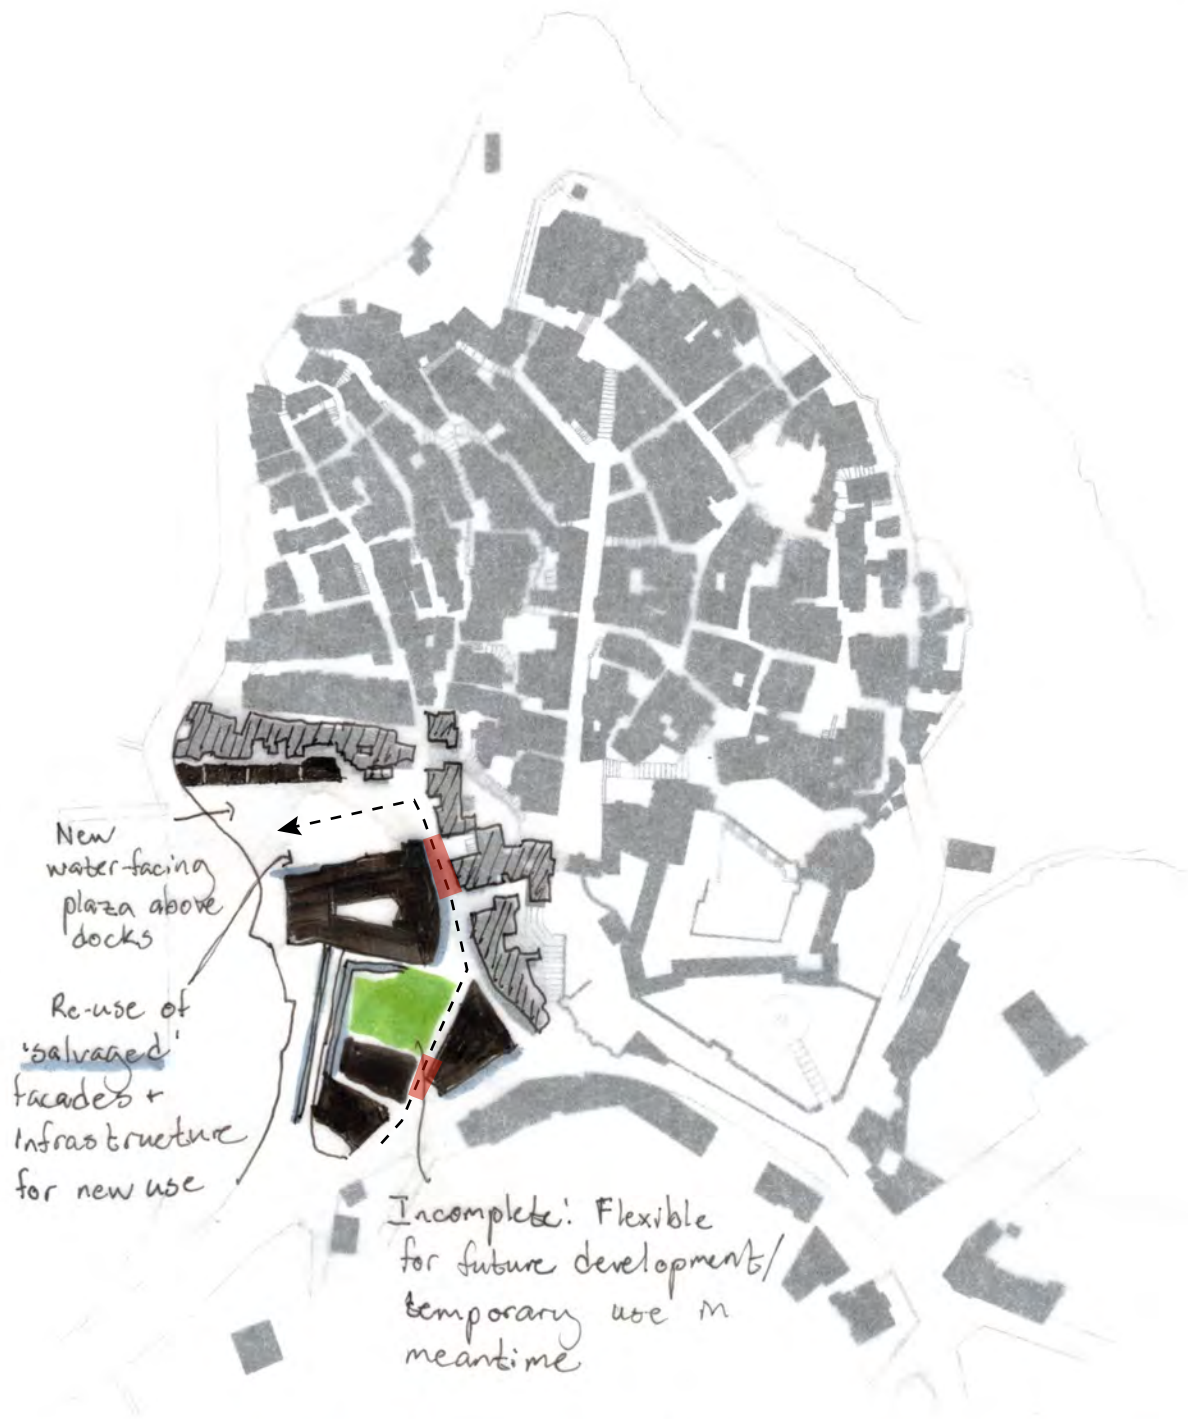 New
water-facing
plaza above
docks
Re-use of
'salvaged'
facades +
infrastructure
for new use
Incomplete: Flexible
for future development/
temporary use in
meantime